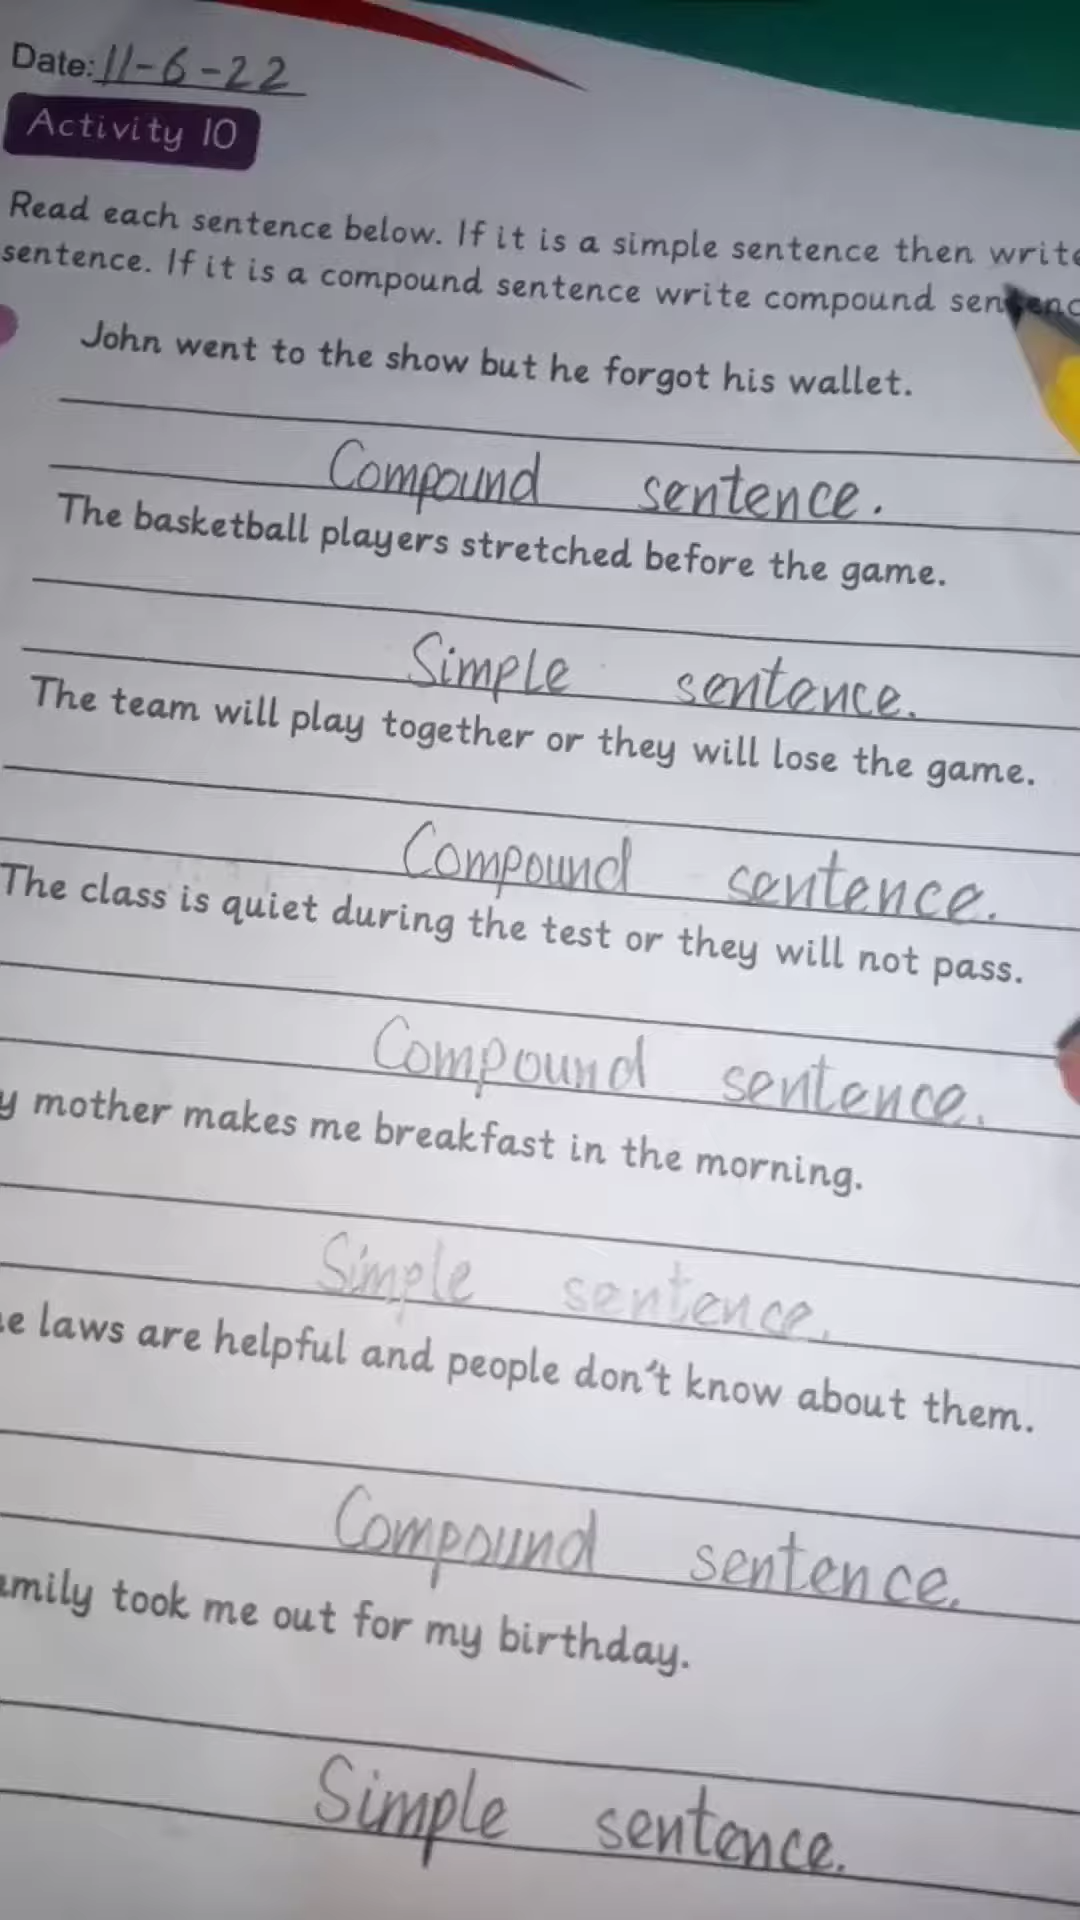 Date: 11-6-22
Activity 10
Read each sentence below. If it is a simple sentence then write
sentence. If it is a compound sentence write compound sentenc
John went to the show but he forgot his wallet.
Compound sentence.
The basketball players stretched before the game.
Simple sentence.
The team will play together or they will lose the game.
Compound sentence.
The class is quiet during the test or they will not pass.
Compound sentence.
y mother makes me breakfast in the morning.
Simple sentence.
e laws are helpful and people don't know about them.
Compound sentence.
amily took me out for my birthday.
Simple sentence.